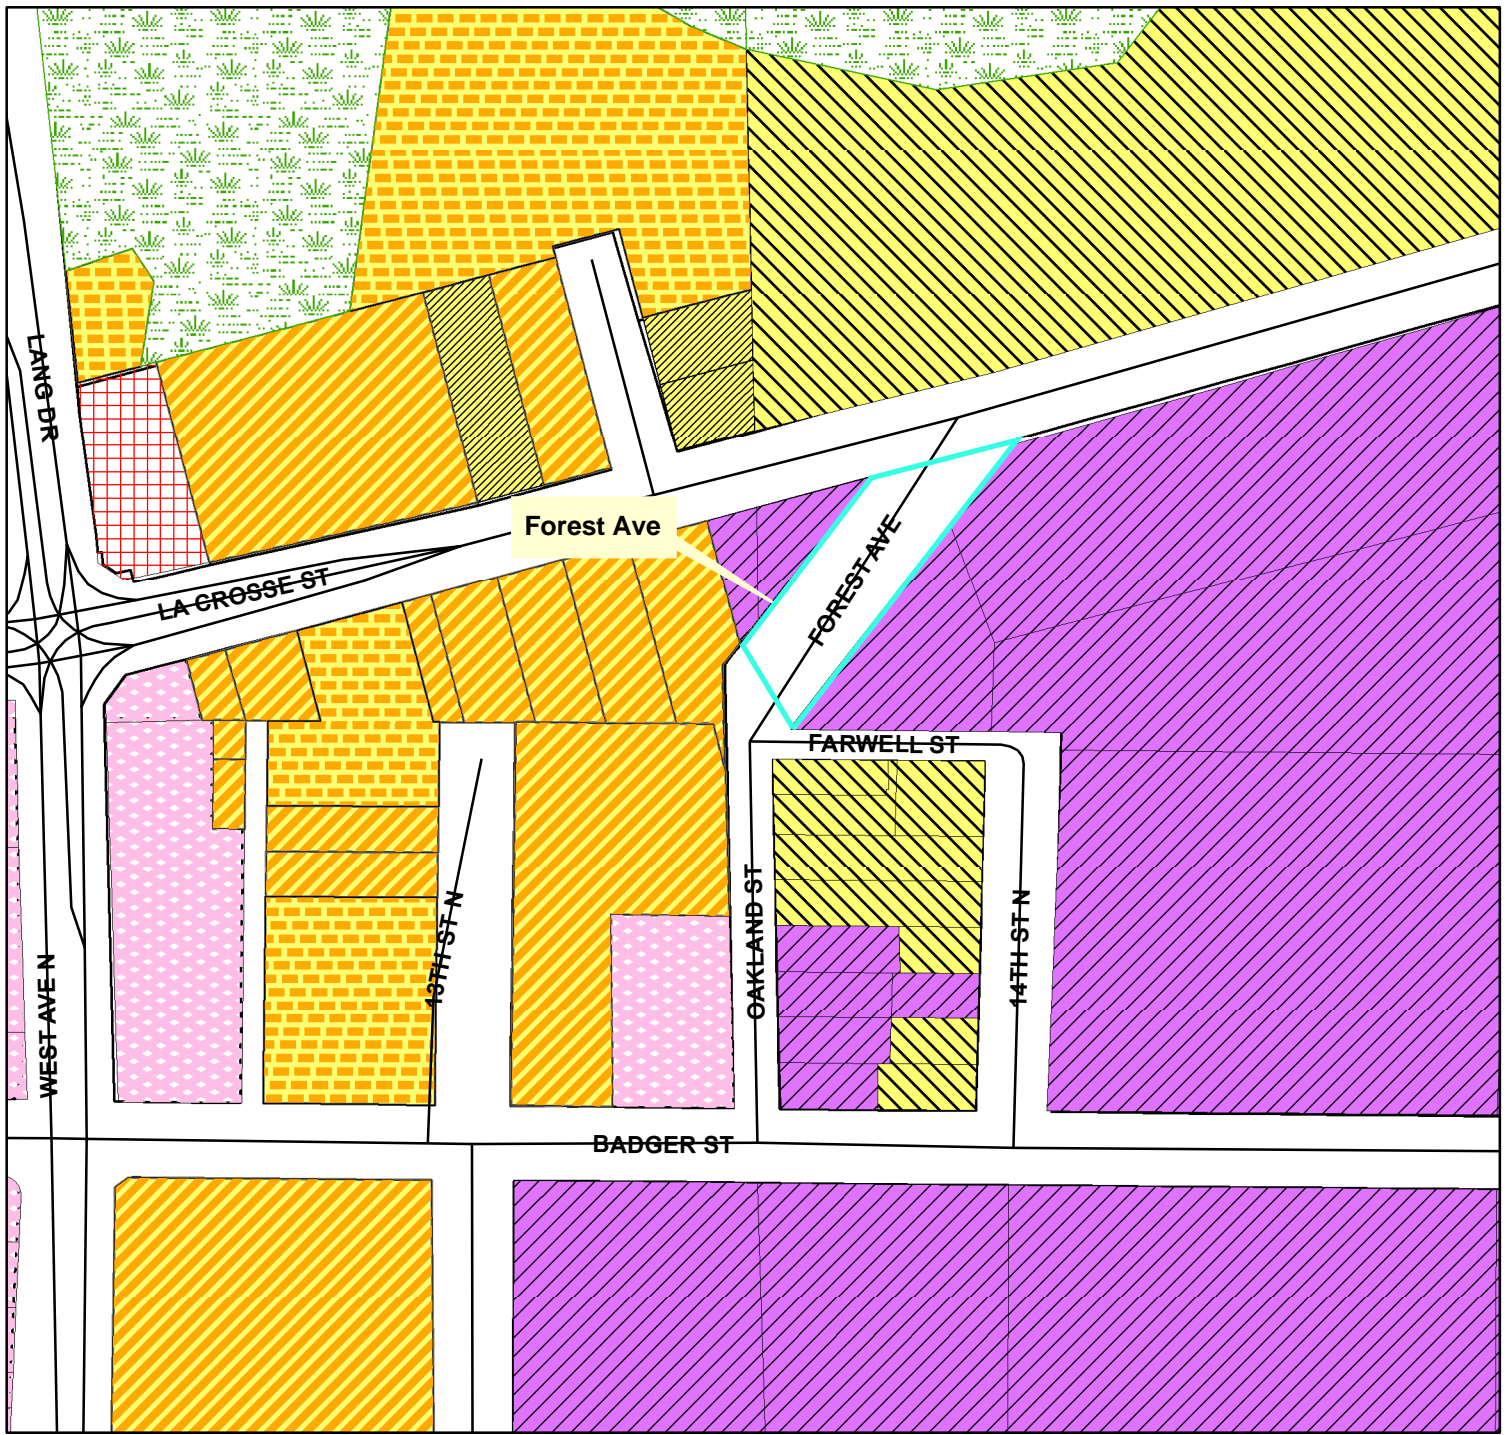 LANG DR
Forest Ave
FOREST AVE
LA CROSSE ST
FARWELL ST
OAKLAND ST
13TH ST N
14TH ST N
WEST AVE N
BADGER ST